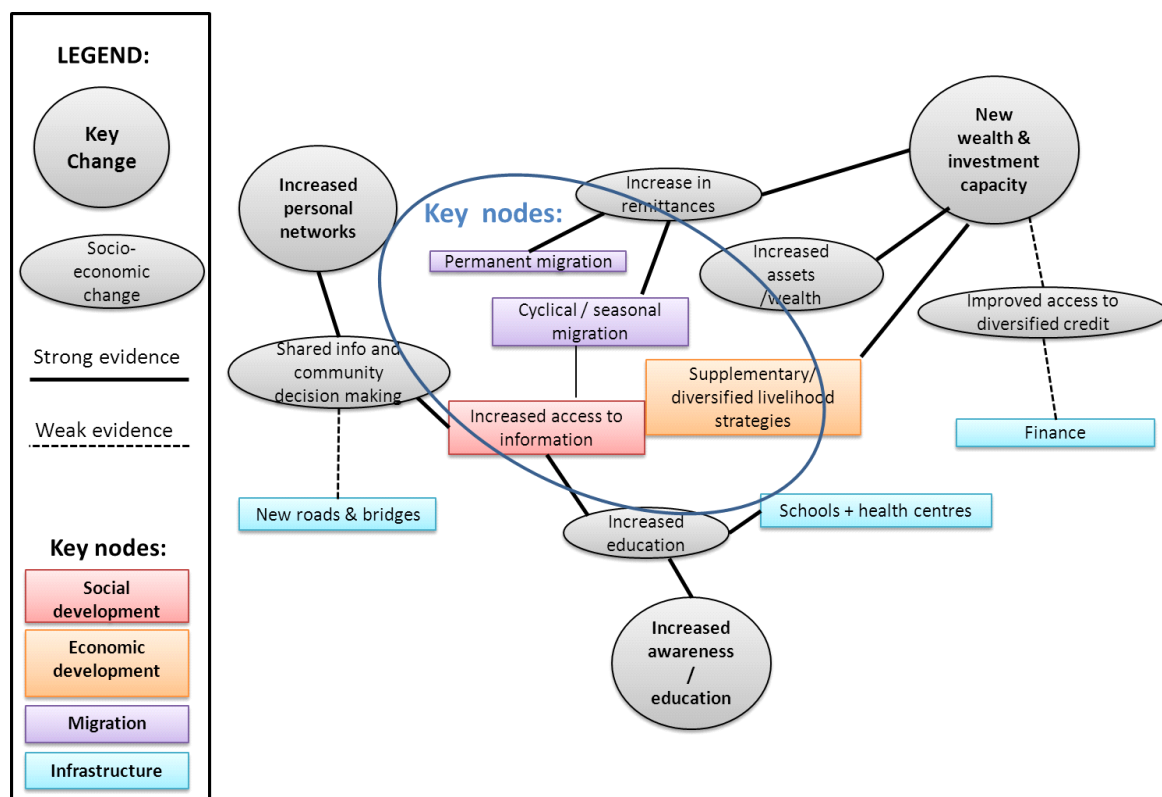 LEGEND:
Key
Change
Socio-
economic
change
Strong evidence
Weak evidence
Key nodes:
Social
development
Economic
development
Migration
Infrastructure
Increased
personal
networks
Key nodes:
Increase in
remittances
New
wealth &
investment
capacity
Permanent migration
Increased
assets
/wealth
Cyclical / seasonal
migration
Improved access to
diversified credit
Shared info and
community
decision making
Supplementary/
diversified livelihood
strategies
Increased access to
information
Finance
New roads & bridges
Schools + health centres
Increased
education
Increased
awareness
/
education